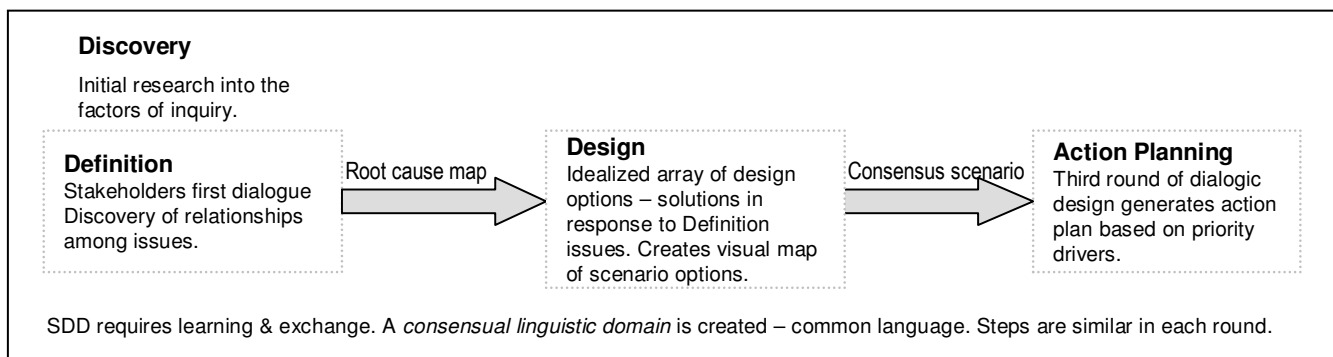 Discovery
Initial research into the
factors of inquiry.
Definition
Stakeholders first dialogue
Discovery of relationships
among issues.
Root cause map
Design
Idealized array of design
options – solutions in
response to Definition
issues. Creates visual map
of scenario options.
Consensus scenario
Action Planning
Third round of dialogic
design generates action
plan based on priority
drivers.
SDD requires learning & exchange. A consensual linguistic domain is created – common language. Steps are similar in each round.